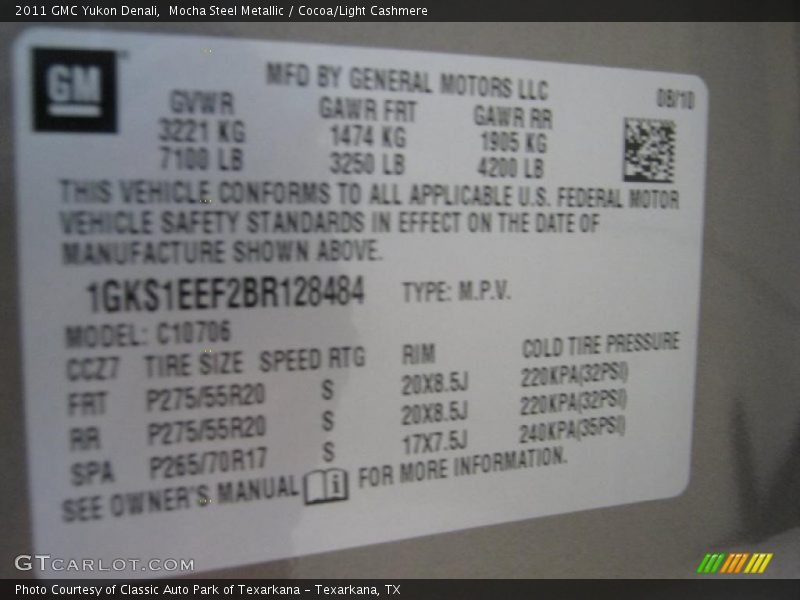 2011 GMC Yukon Denali,  Mocha Steel Metallic / Cocoa/Light Cashmere
GM
MFD BY GENERAL MOTORS LLC
08/10
GVWR GAWR FRT GAWR RR
3221 KG 1474 KG 1905 KG
7100 LB 3250 LB 4200 LB
THIS VEHICLE CONFORMS TO ALL APPLICABLE U.S. FEDERAL MOTOR
VEHICLE SAFETY STANDARDS IN EFFECT ON THE DATE OF
MANUFACTURE SHOWN ABOVE.
1GKS1EEF2BR128484 TYPE: M.P.V.
MODEL: C10706
CCZ7 TIRE SIZE SPEED RTG RIM COLD TIRE PRESSURE
FRT P275/55R20 S 20X8.5J 220KPA(32PSI)
RR P275/55R20 S 20X8.5J 220KPA(32PSI)
SPA P265/70R17 S 17X7.5J 240KPA(35PSI)
SEE OWNER'S MANUAL i FOR MORE INFORMATION.
GTCARLOT.COM
Photo Courtesy of Classic Auto Park of Texarkana - Texarkana, TX